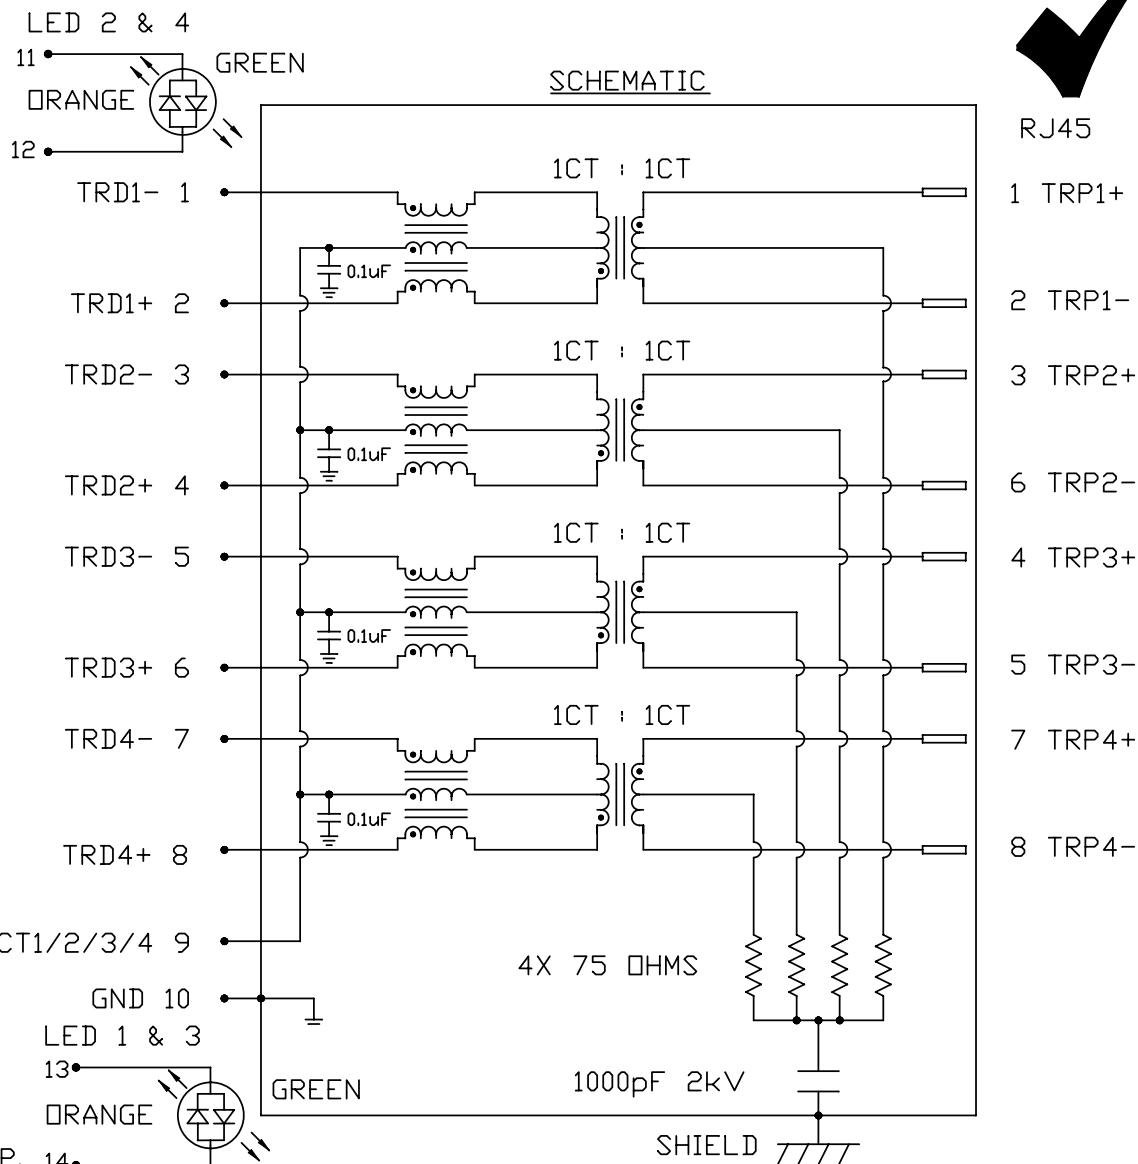 LED 2 & 4
11
GREEN
ORANGE
12
SCHEMATIC
RJ45
1CT : 1CT
TRD1- 1
1 TRP1+
0.1uF
TRD1+ 2
2 TRP1-
1CT : 1CT
TRD2- 3
3 TRP2+
0.1uF
TRD2+ 4
6 TRP2-
1CT : 1CT
TRD3- 5
4 TRP3+
0.1uF
TRD3+ 6
5 TRP3-
1CT : 1CT
TRD4- 7
7 TRP4+
0.1uF
TRD4+ 8
8 TRP4-
CT1/2/3/4 9
4X 75 OHMS
GND 10
LED 1 & 3
13
GREEN
ORANGE
1000pF 2kV
SHIELD
P. 14